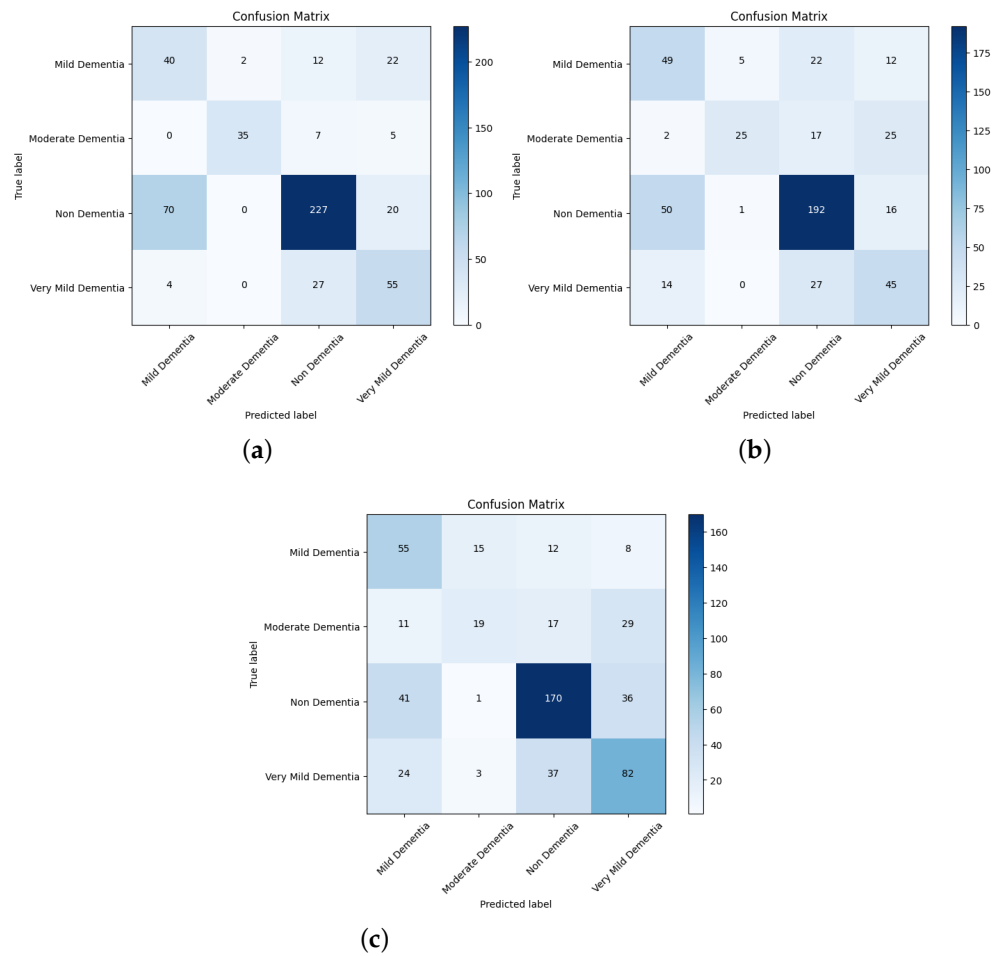 Confusion Matrix
Mild Dementia 40 2 12 22 200
Moderate Dementia 0 35 7 5 150
True label
100
Non Dementia 70 0 227 20
50
Very Mild Dementia 4 0 27 55
0
Mild Dementia Moderate Dementia Non Dementia Very Mild Dementia
Predicted label
(a)
Confusion Matrix
175
Mild Dementia 49 5 22 12
150
125
Moderate Dementia 2 25 17 25
100
True label
75
Non Dementia 50 1 192 16
50
Very Mild Dementia 14 0 27 45
25
0
Mild Dementia Moderate Dementia Non Dementia Very Mild Dementia
Predicted label
(b)
Confusion Matrix
160
Mild Dementia 55 15 12 8
140
120
Moderate Dementia 11 19 17 29
100
True label
80
Non Dementia 41 1 170 36
60
40
Very Mild Dementia 24 3 37 82
20
Mild Dementia Moderate Dementia Non Dementia Very Mild Dementia
Predicted label
(c)